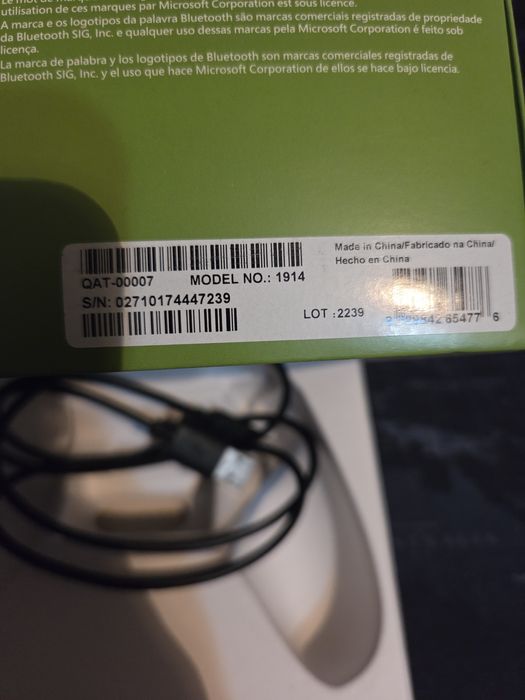 utilisation de ces marques par Microsoft Corporation est sous licence.
A marca e os logotipos da palavra Bluetooth são marcas comerciais registradas de propriedade
da Bluetooth SIG, Inc. e qualquer uso dessas marcas pela Microsoft Corporation é feito sob
licença.
La marca de palabra y los logotipos de Bluetooth son marcas comerciales registradas de
Bluetooth SIG, Inc. y el uso que hace Microsoft Corporation de ellos se hace bajo licencia.
Made in China/Fabricado na China/
Hecho en China
QAT-00007 MODEL NO.: 1914
S/N: 02710174447239
LOT :2239
65477 6